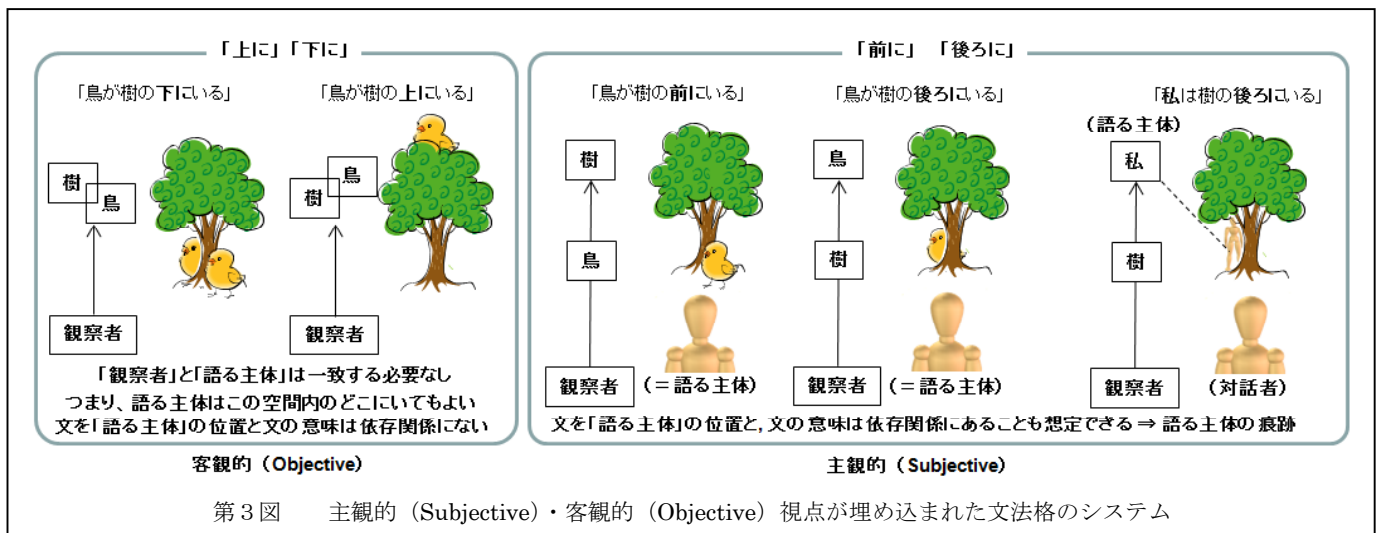 「上に」「下に」
「鳥が樹の下にいる」
「鳥が樹の上にいる」
樹
鳥
観察者
鳥
樹
観察者
「観察者」と「語る主体」は一致する必要なし
つまり、語る主体はこの空間内のどこにいてもよい
文を「語る主体」の位置と文の意味は依存関係にない
客観的（Objective）
「前に」 「後ろに」
「鳥が樹の前にいる」
樹
鳥
観察者
(＝語る主体)
「鳥が樹の後ろにいる」
鳥
樹
観察者
(＝語る主体)
「私は樹の後ろにいる」
(語る主体)
私
樹
観察者
(対話者)
文を「語る主体」の位置と,文の意味は依存関係にあることも想定できる ⇒ 語る主体の痕跡
主観的（Subjective）
第３図　主観的（Subjective）・客観的（Objective）視点が埋め込まれた文法格のシステム